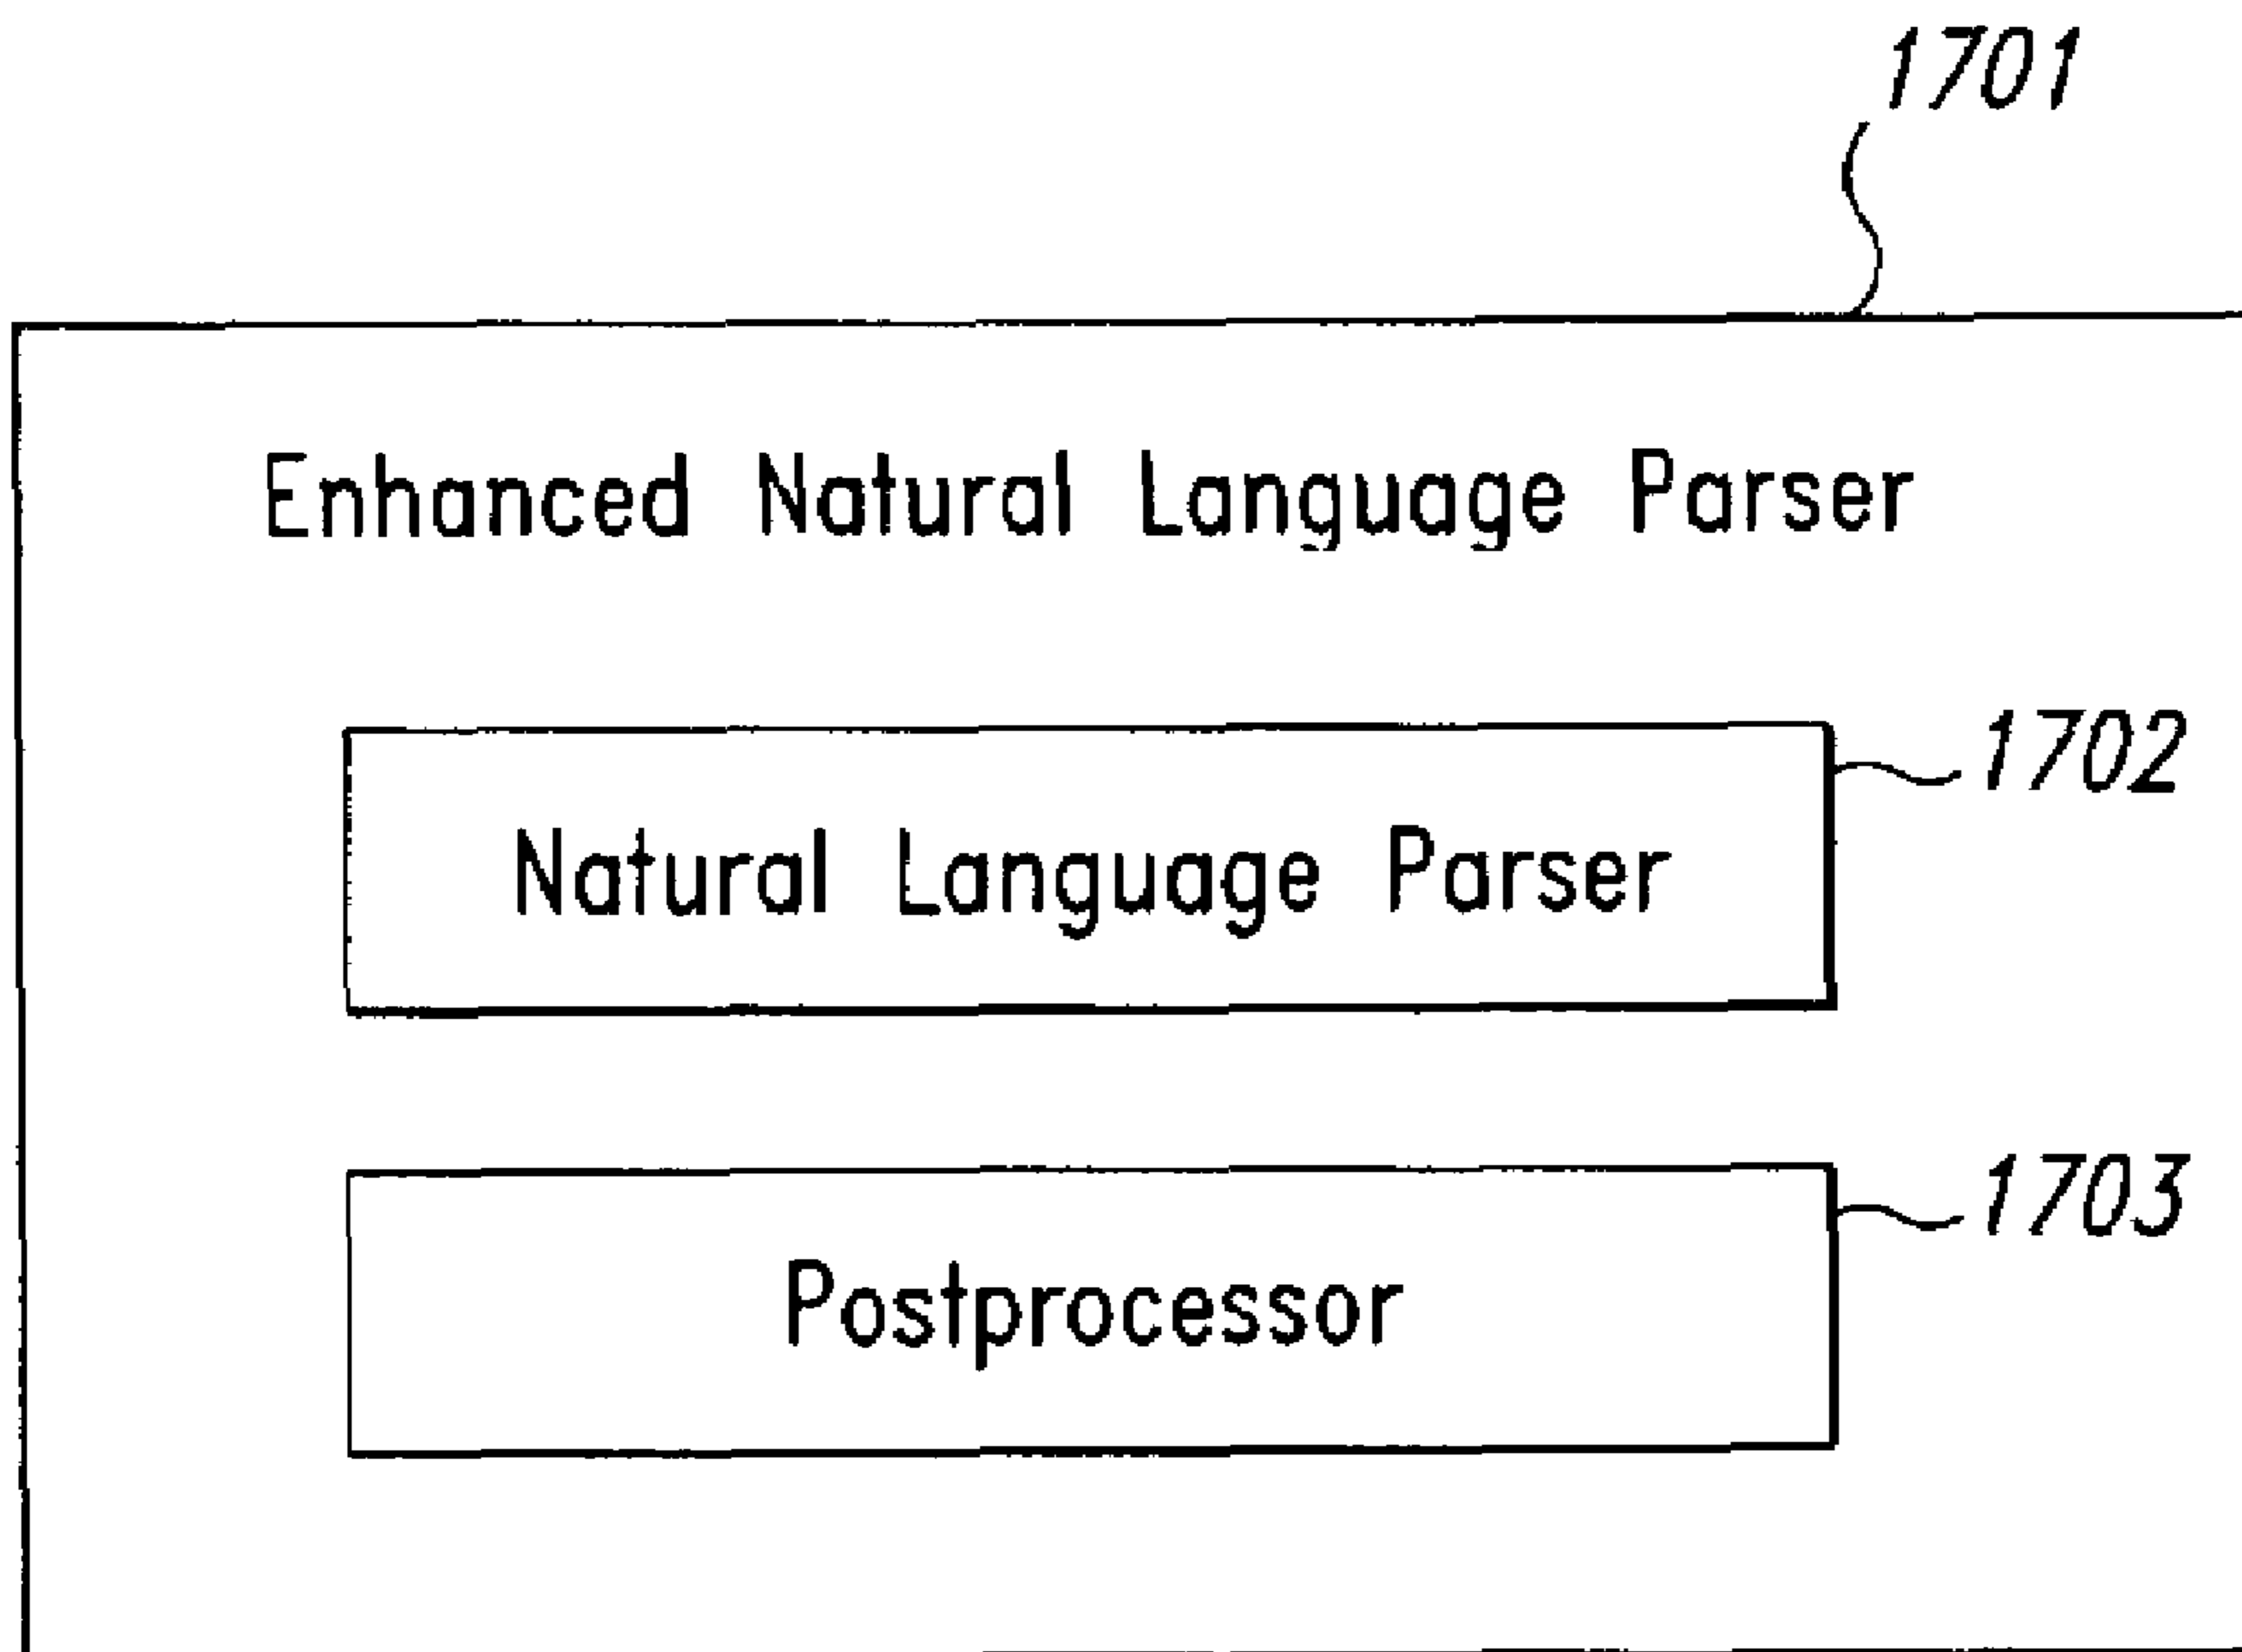 1701
Enhanced Natural Language Parser
1702
Natural Language Parser
1703
Postprocessor